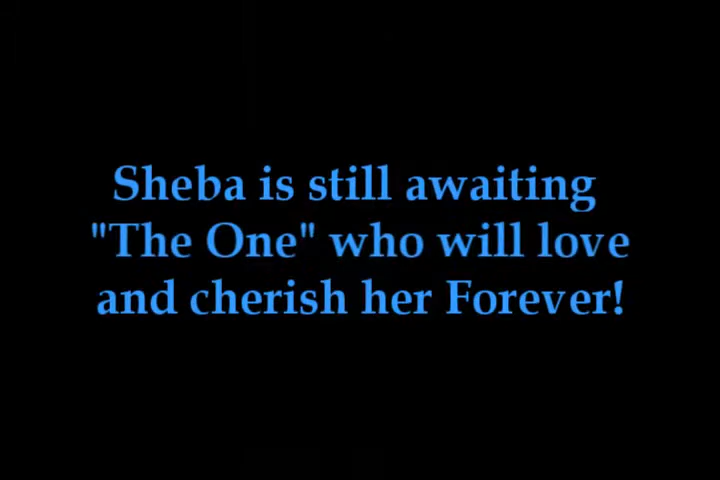 Sheba is still awaiting
"The One" who will love
and cherish her Forever!